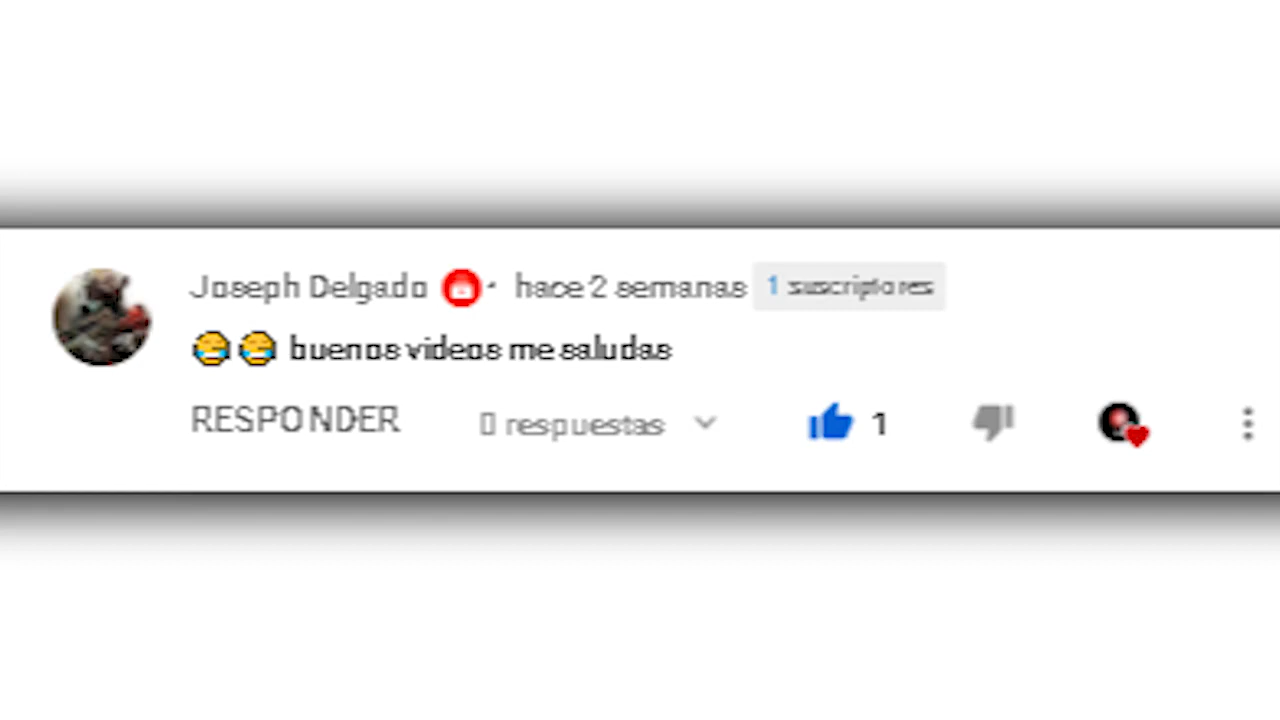 Joseph Delgado · hace 2 semanas 1 suscriptores
😂😂 buenos videos me saludas
RESPONDER 0 respuestas 1